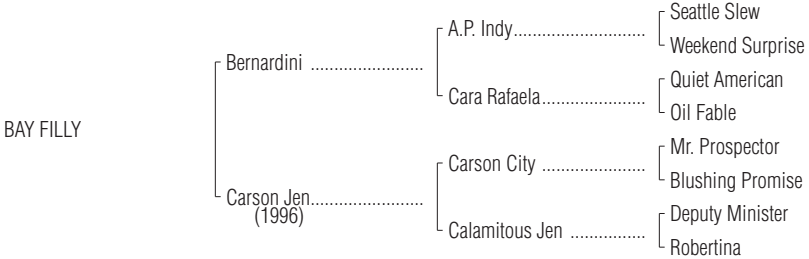 Seattle Slew
A.P. Indy..............................
Weekend Surprise
Bernardini .........................
Quiet American
Cara Rafaela.......................
Oil Fable
BAY FILLY
Mr. Prospector
Carson City .......................
Blushing Promise
Carson Jen.........................
(1996)
Deputy Minister
Calamitous Jen .................
Robertina